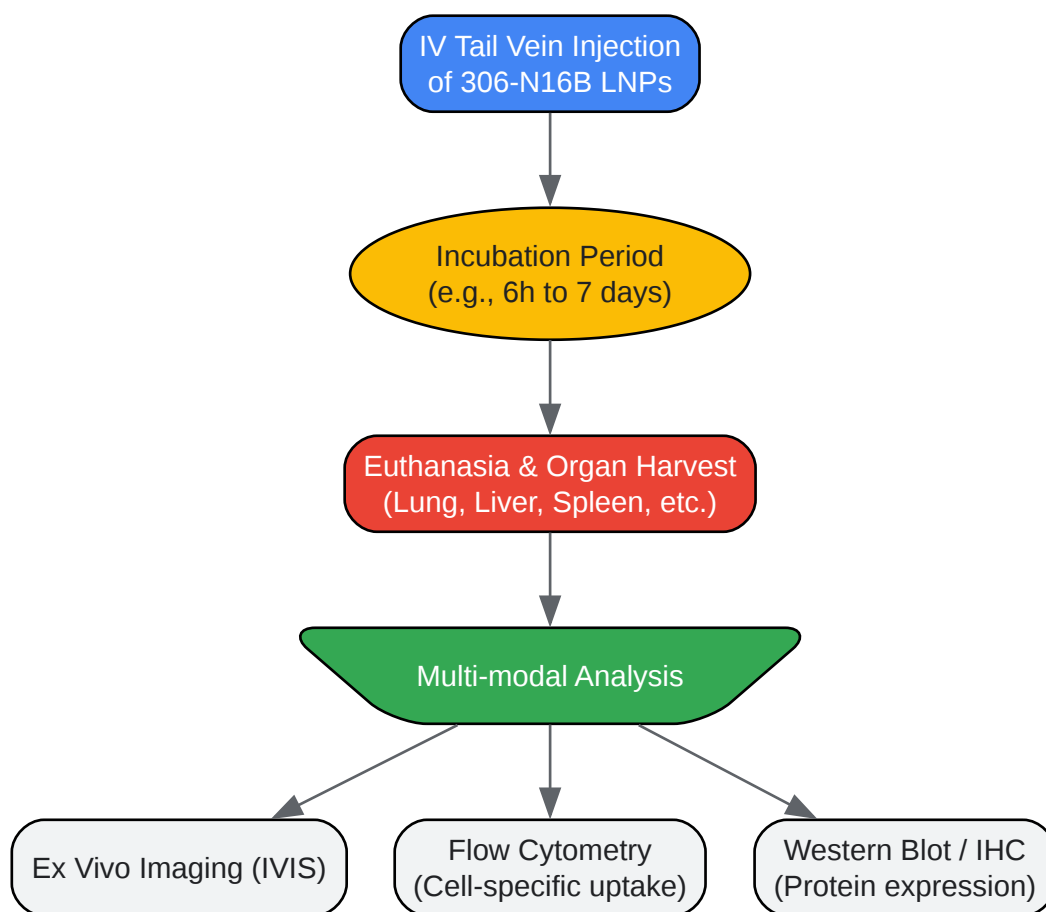 IV Tail Vein Injection
of 306-N16B LNPs
Incubation Period
(e.g., 6h to 7 days)
Euthanasia & Organ Harvest
(Lung, Liver, Spleen, etc.)
Multi-modal Analysis
Ex Vivo Imaging (IVIS)
Flow Cytometry
(Cell-specific uptake)
Western Blot / IHC
(Protein expression)